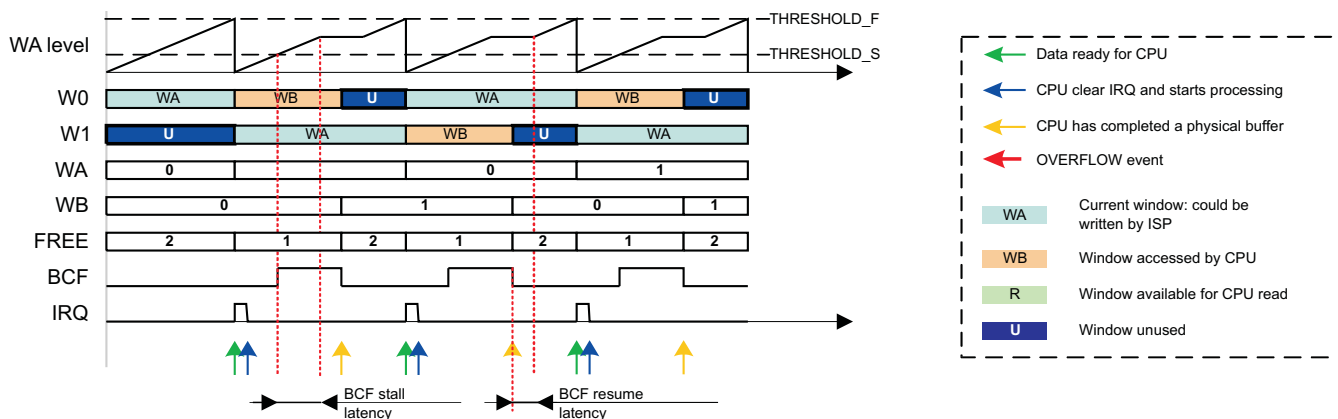 THRESHOLD_F
WA level
THRESHOLD_S
W0 WA WB U WA WB U
W1 U WA WB U WA
WA 0 0 1
WB 0 1 0 1
FREE 2 1 2 1 2 1 2
BCF
IRQ
BCF stall
latency
BCF resume
latency
Data ready for CPU
CPU clear IRQ and starts processing
CPU has completed a physical buffer
OVERFLOW event
WA Current window: could be
written by ISP
WB Window accessed by CPU
R Window available for CPU read
U Window unused